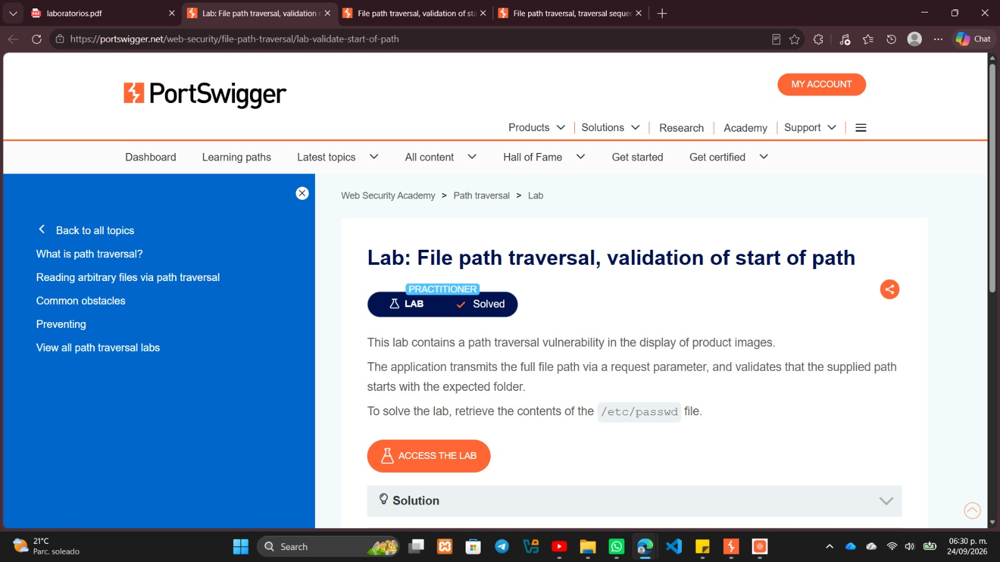 laboratorios.pdf
Lab: File path traversal, validation
File path traversal, validation of sta
File path traversal, traversal sequer
https://portswigger.net/web-security/file-path-traversal/lab-validate-start-of-path
Chat
PortSwigger
MY ACCOUNT
Products
Solutions
Research
Academy
Support
Dashboard
Learning paths
Latest topics
All content
Hall of Fame
Get started
Get certified
Back to all topics
What is path traversal?
Reading arbitrary files via path traversal
Common obstacles
Preventing
View all path traversal labs
Web Security Academy > Path traversal > Lab
Lab: File path traversal, validation of start of path
PRACTITIONER
LAB Solved
This lab contains a path traversal vulnerability in the display of product images.
The application transmits the full file path via a request parameter, and validates that the supplied path
starts with the expected folder.
To solve the lab, retrieve the contents of the /etc/passwd file.
ACCESS THE LAB
Solution
21°C
Parc. soleado
Search
06:30 p. m.
24/09/2026